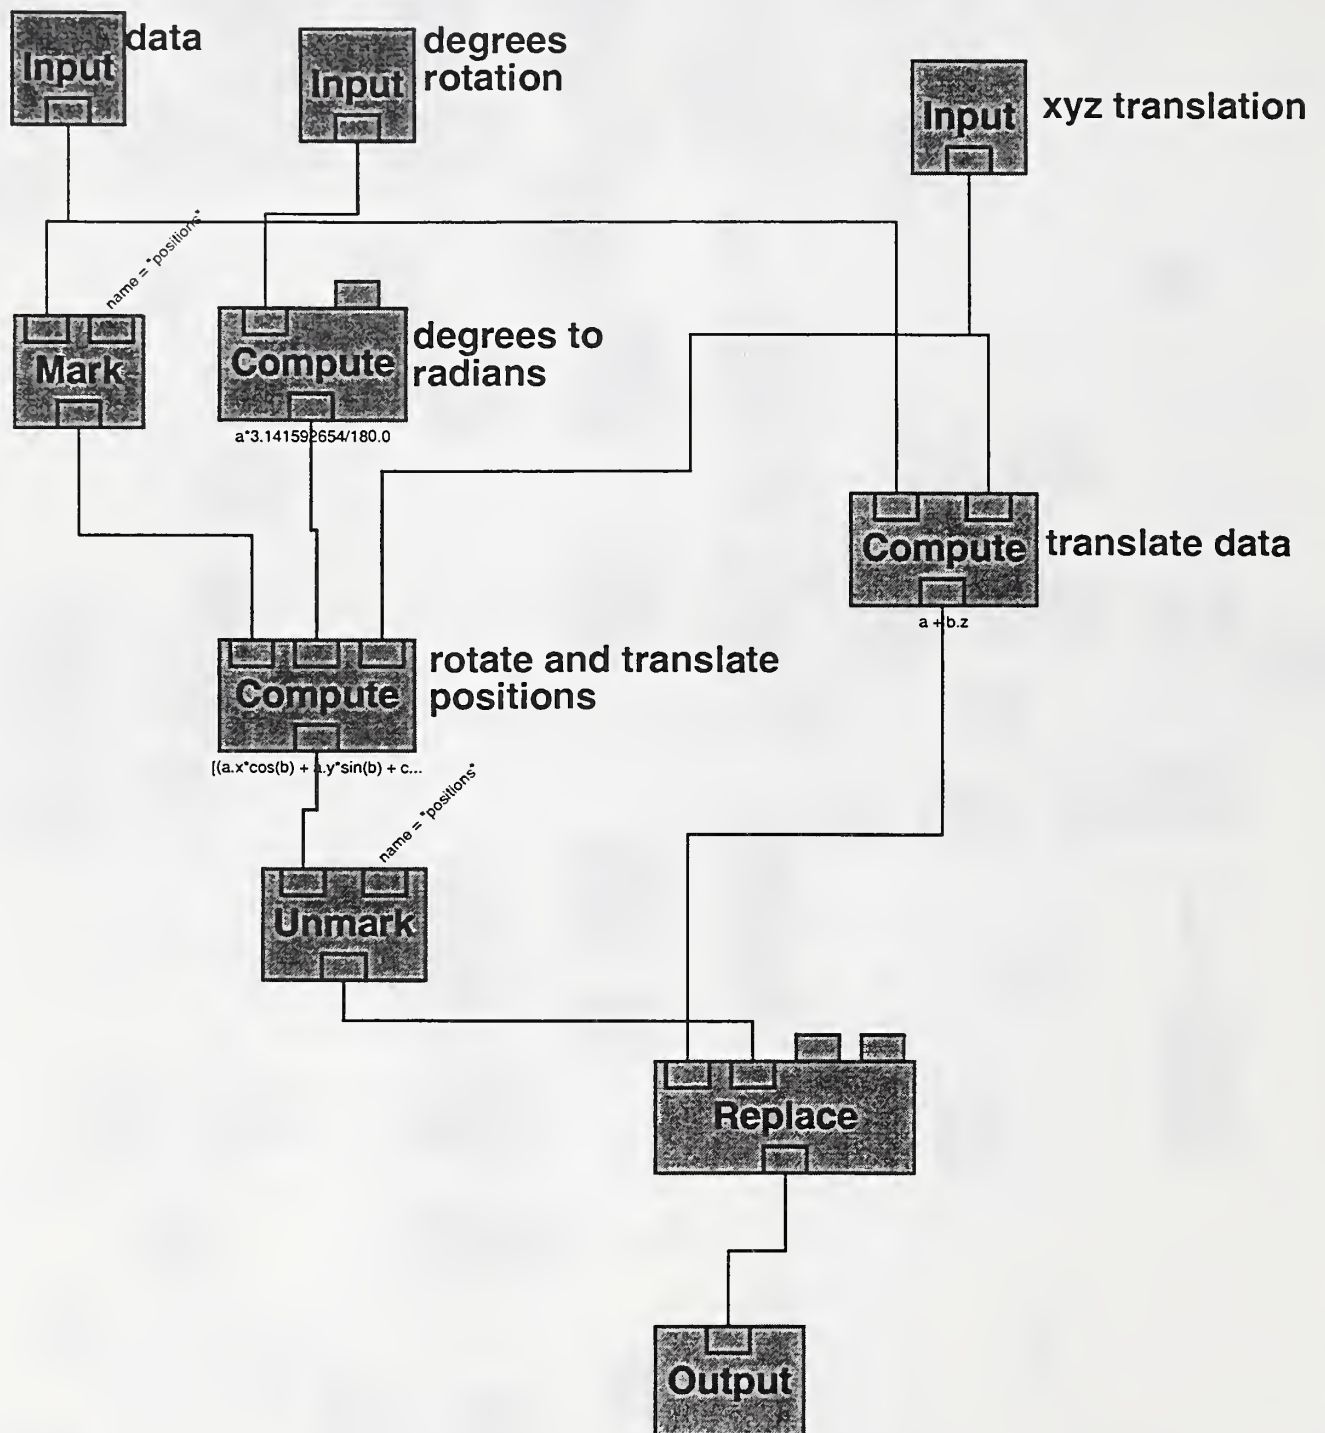 Input
data
Input
degrees
rotation
Input
xyz translation
name = "positions"
Mark
Compute
degrees to
radians
a*3.141592654/180.0
Compute
translate data
a + b.z
Compute
rotate and translate
positions
[(a.x*cos(b) + a.y*sin(b) + c...
name = "positions"
Unmark
Replace
Output